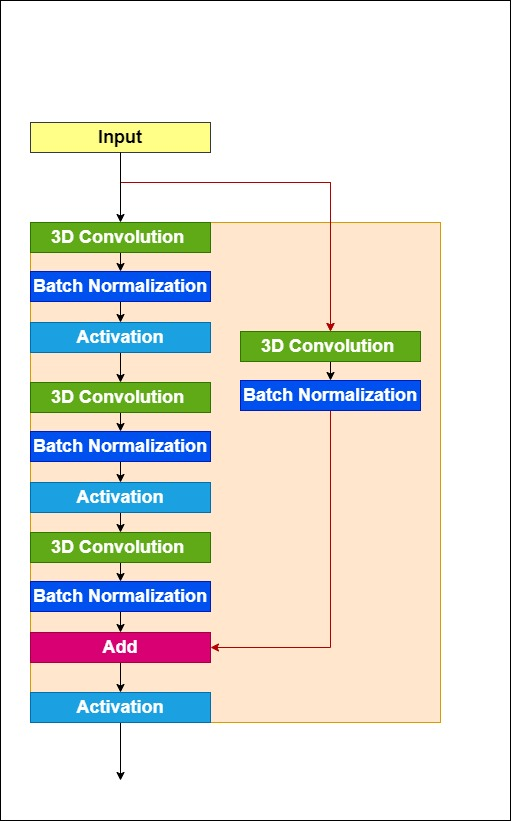 Input
3D Convolution
Batch Normalization
Activation
3D Convolution
Batch Normalization
3D Convolution
Batch Normalization
Activation
3D Convolution
Batch Normalization
Add
Activation